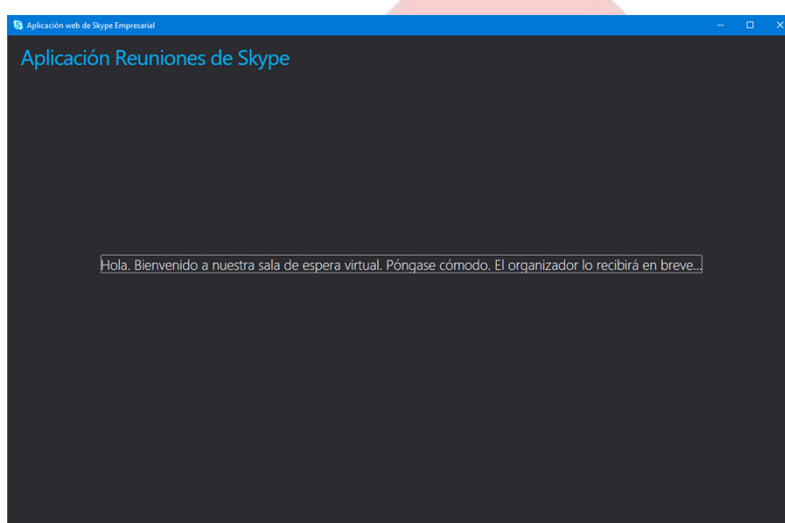 Aplicación web de Skype Empresarial
Aplicación Reuniones de Skype
Hola. Bienvenido a nuestra sala de espera virtual. Póngase cómodo. El organizador lo recibirá en breve...